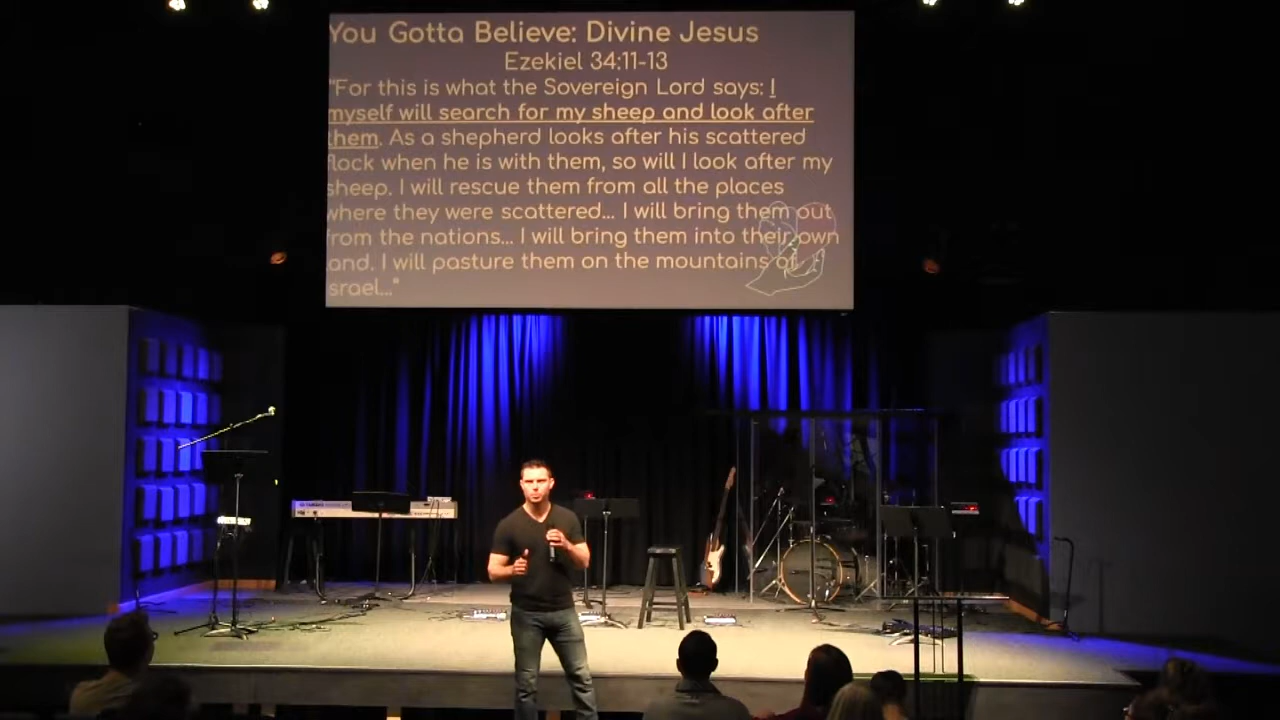 You Gotta Believe: Divine Jesus
Ezekiel 34:11-13
"For this is what the Sovereign Lord says: I
myself will search for my sheep and look after
them. As a shepherd looks after his scattered
flock when he is with them, so will I look after my
sheep. I will rescue them from all the places
where they were scattered... I will bring them out
from the nations... I will bring them into their own
land. I will pasture them on the mountains of
Israel..."
YAMAHA